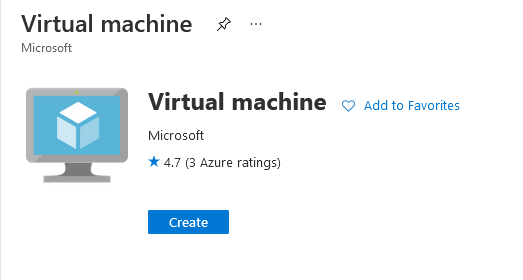 Virtual machine ...
Microsoft
Virtual machine Add to Favorites
Microsoft
4.7 (3 Azure ratings)
Create